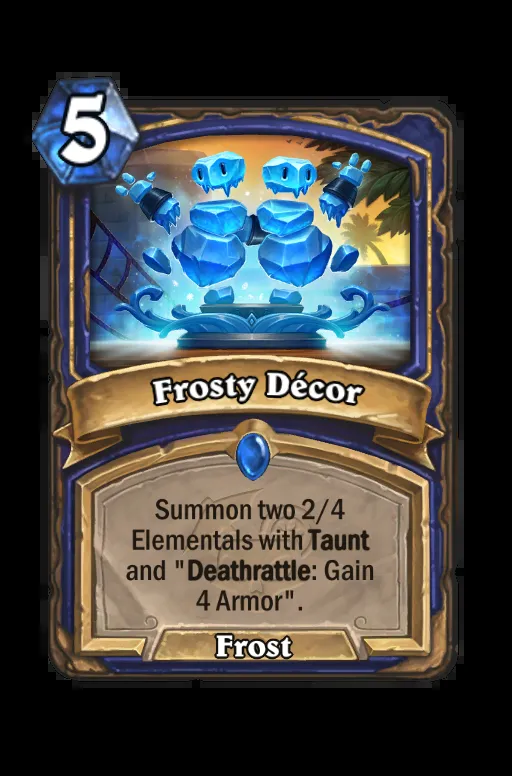 5
Frosty Décor
Summon two 2/4
Elementals with Taunt
and "Deathrattle: Gain
4 Armor".
Frost